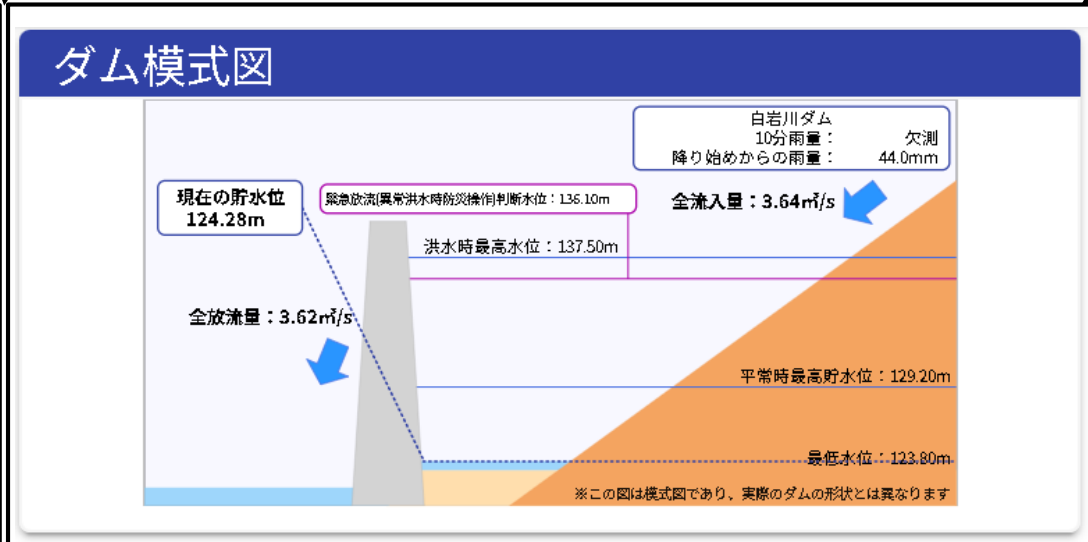 ダム模式図
白岩川ダム
10分雨量： 欠測
降り始めからの雨量： 44.0mm
現在の貯水位
124.28m
緊急放流(異常洪水時防災操作)判断水位：136.10m
全流入量：3.64㎥/s
洪水時最高水位：137.50m
全放流量：3.62㎥/s
平常時最高貯水位：129.20m
最低水位：123.80m
※この図は模式図であり、実際のダムの形状とは異なります